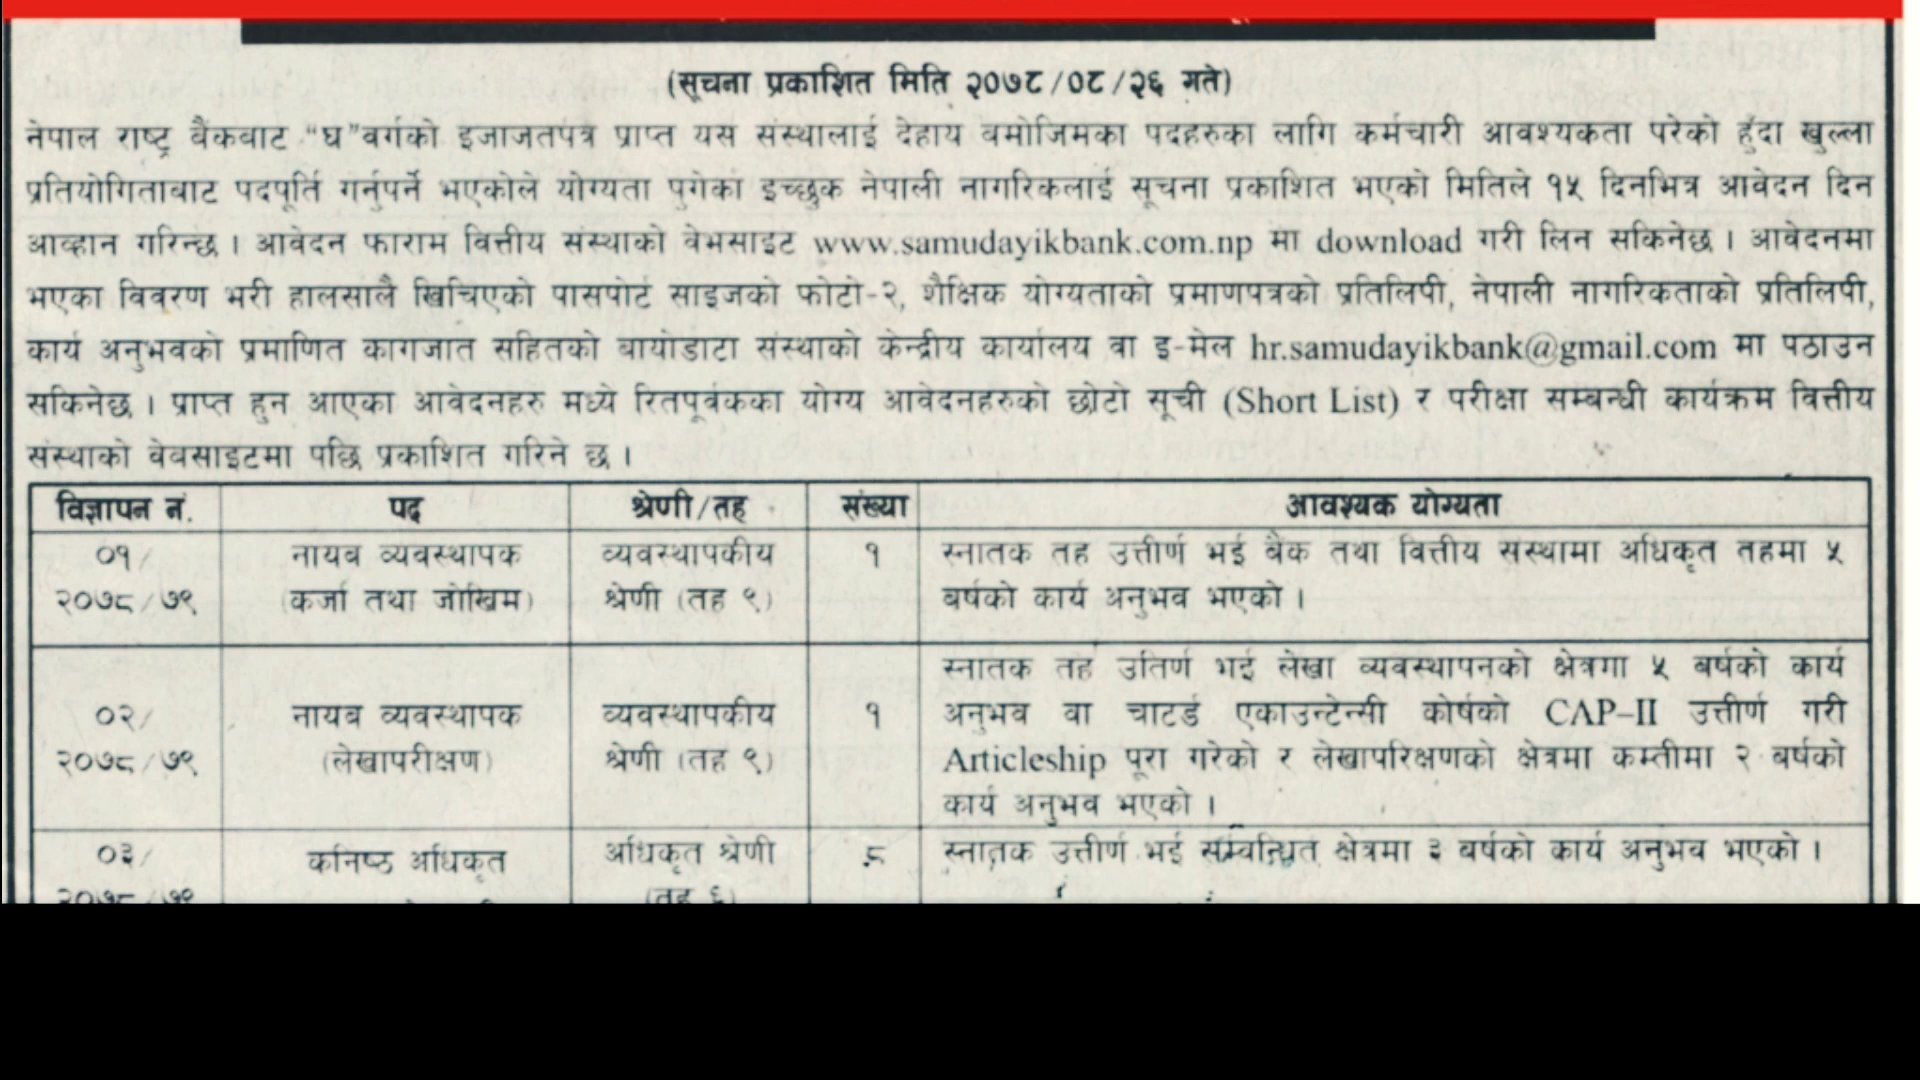 (सूचना प्रकाशित मिति २०७८/०८/२६ गते)
नेपाल राष्ट्र बैंकबाट "घ"वर्गको इजाजतपत्र प्राप्त यस संस्थालाई देहाय बमोजिमका पदहरुका लागि कर्मचारी आवश्यकता परेको हुँदा खुल्ला
प्रतियोगिताबाट पदपूर्ति गर्नुपर्ने भएकोले योग्यता पुगेका इच्छुक नेपाली नागरिकलाई सूचना प्रकाशित भएको मितिले १५ दिनभित्र आवेदन दिन
आव्हान गरिन्छ । आवेदन फाराम वित्तीय संस्थाको वेभसाइट www.samudayikbank.com.np मा download गरी लिन सकिनेछ । आवेदनमा
भएका विवरण भरी हालसालै खिचिएको पासपोर्ट साइजको फोटो-२, शैक्षिक योग्यताको प्रमाणपत्रको प्रतिलिपी, नेपाली नागरिकताको प्रतिलिपी,
कार्य अनुभवको प्रमाणित कागजात सहितको बायोडाटा संस्थाको केन्द्रीय कार्यालय वा इ-मेल hr.samudayikbank@gmail.com मा पठाउन
सकिनेछ । प्राप्त हुन आएका आवेदनहरु मध्ये रितपूर्वकका योग्य आवेदनहरुको छोटो सूची (Short List) र परीक्षा सम्बन्धी कार्यक्रम वित्तीय
संस्थाको वेवसाइटमा पछि प्रकाशित गरिने छ ।
विज्ञापन नं. पद श्रेणी/तह संख्या आवश्यक योग्यता
०१/ नायब व्यवस्थापक व्यवस्थापकीय १ स्नातक तह उत्तीर्ण भई बैंक तथा वित्तीय संस्थामा अधिकृत तहमा ५
२०७८/७९ (कर्जा तथा जोखिम) श्रेणी (तह ९) बर्षको कार्य अनुभव भएको ।
स्नातक तह उतिर्ण भई लेखा व्यवस्थापनको क्षेत्रमा ५ बर्षको कार्य
०२/ नायब व्यवस्थापक व्यवस्थापकीय १ अनुभव वा चाटर्ड एकाउन्टेन्सी कोर्षको CAP-II उत्तीर्ण गरी
२०७८/७९ (लेखापरीक्षण) श्रेणी (तह ९) Articleship पूरा गरेको र लेखापरिक्षणको क्षेत्रमा कम्तीमा २ बर्षको
कार्य अनुभव भएको ।
०३/ कनिष्ठ अधिकृत अधिकृत श्रेणी ८ स्नातक उत्तीर्ण भई सम्बन्धित क्षेत्रमा ३ बर्षको कार्य अनुभव भएको ।
२०७८/७९ (तह ६)